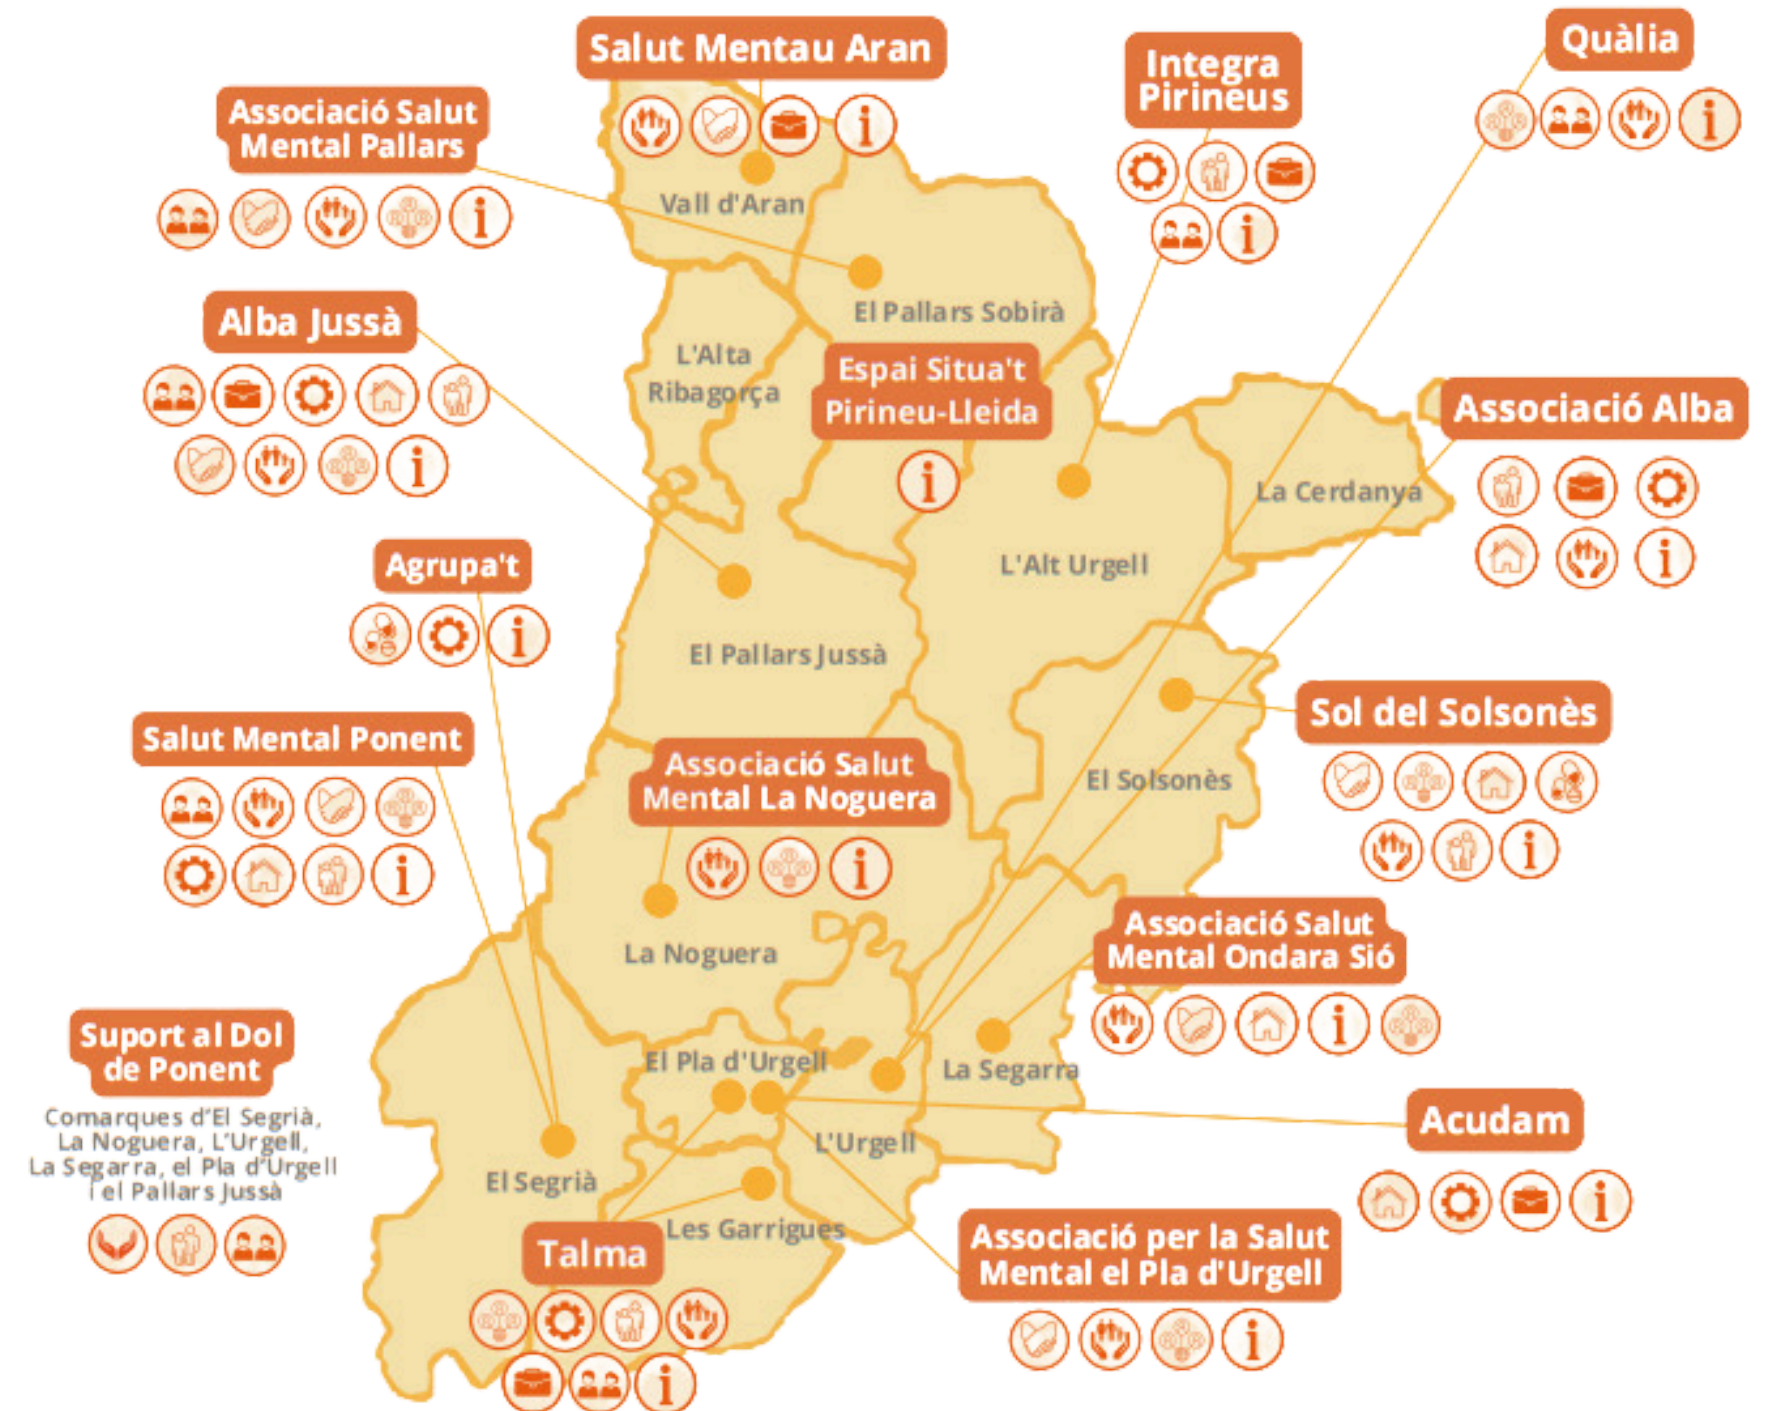 Salut Mentau Aran
Quàlia
Integra
Pirineus
Associació Salut
Mental Pallars
Vall d'Aran
El Pallars Sobirà
Alba Jussà
L'Alta
Ribagorça
Espai Situa't
Pirineu-Lleida
i
Associació Alba
La Cerdanya
Agrupa't
L'Alt Urgell
El Pallars Jussà
Sol del Solsonès
Salut Mental Ponent
Associació Salut
Mental La Noguera
El Solsonès
La Noguera
Associació Salut
Mental Ondara Sió
Suport al Dol
de Ponent
Comarques d'El Segrià,
La Noguera, L'Urgell,
La Segarra, el Pla d'Urgell
i el Pallars Jussà
El Pla d'Urgell
La Segarra
Acudam
L'Urgell
El Segrià
Les Garrigues
Talma
Associació per la Salut
Mental el Pla d'Urgell